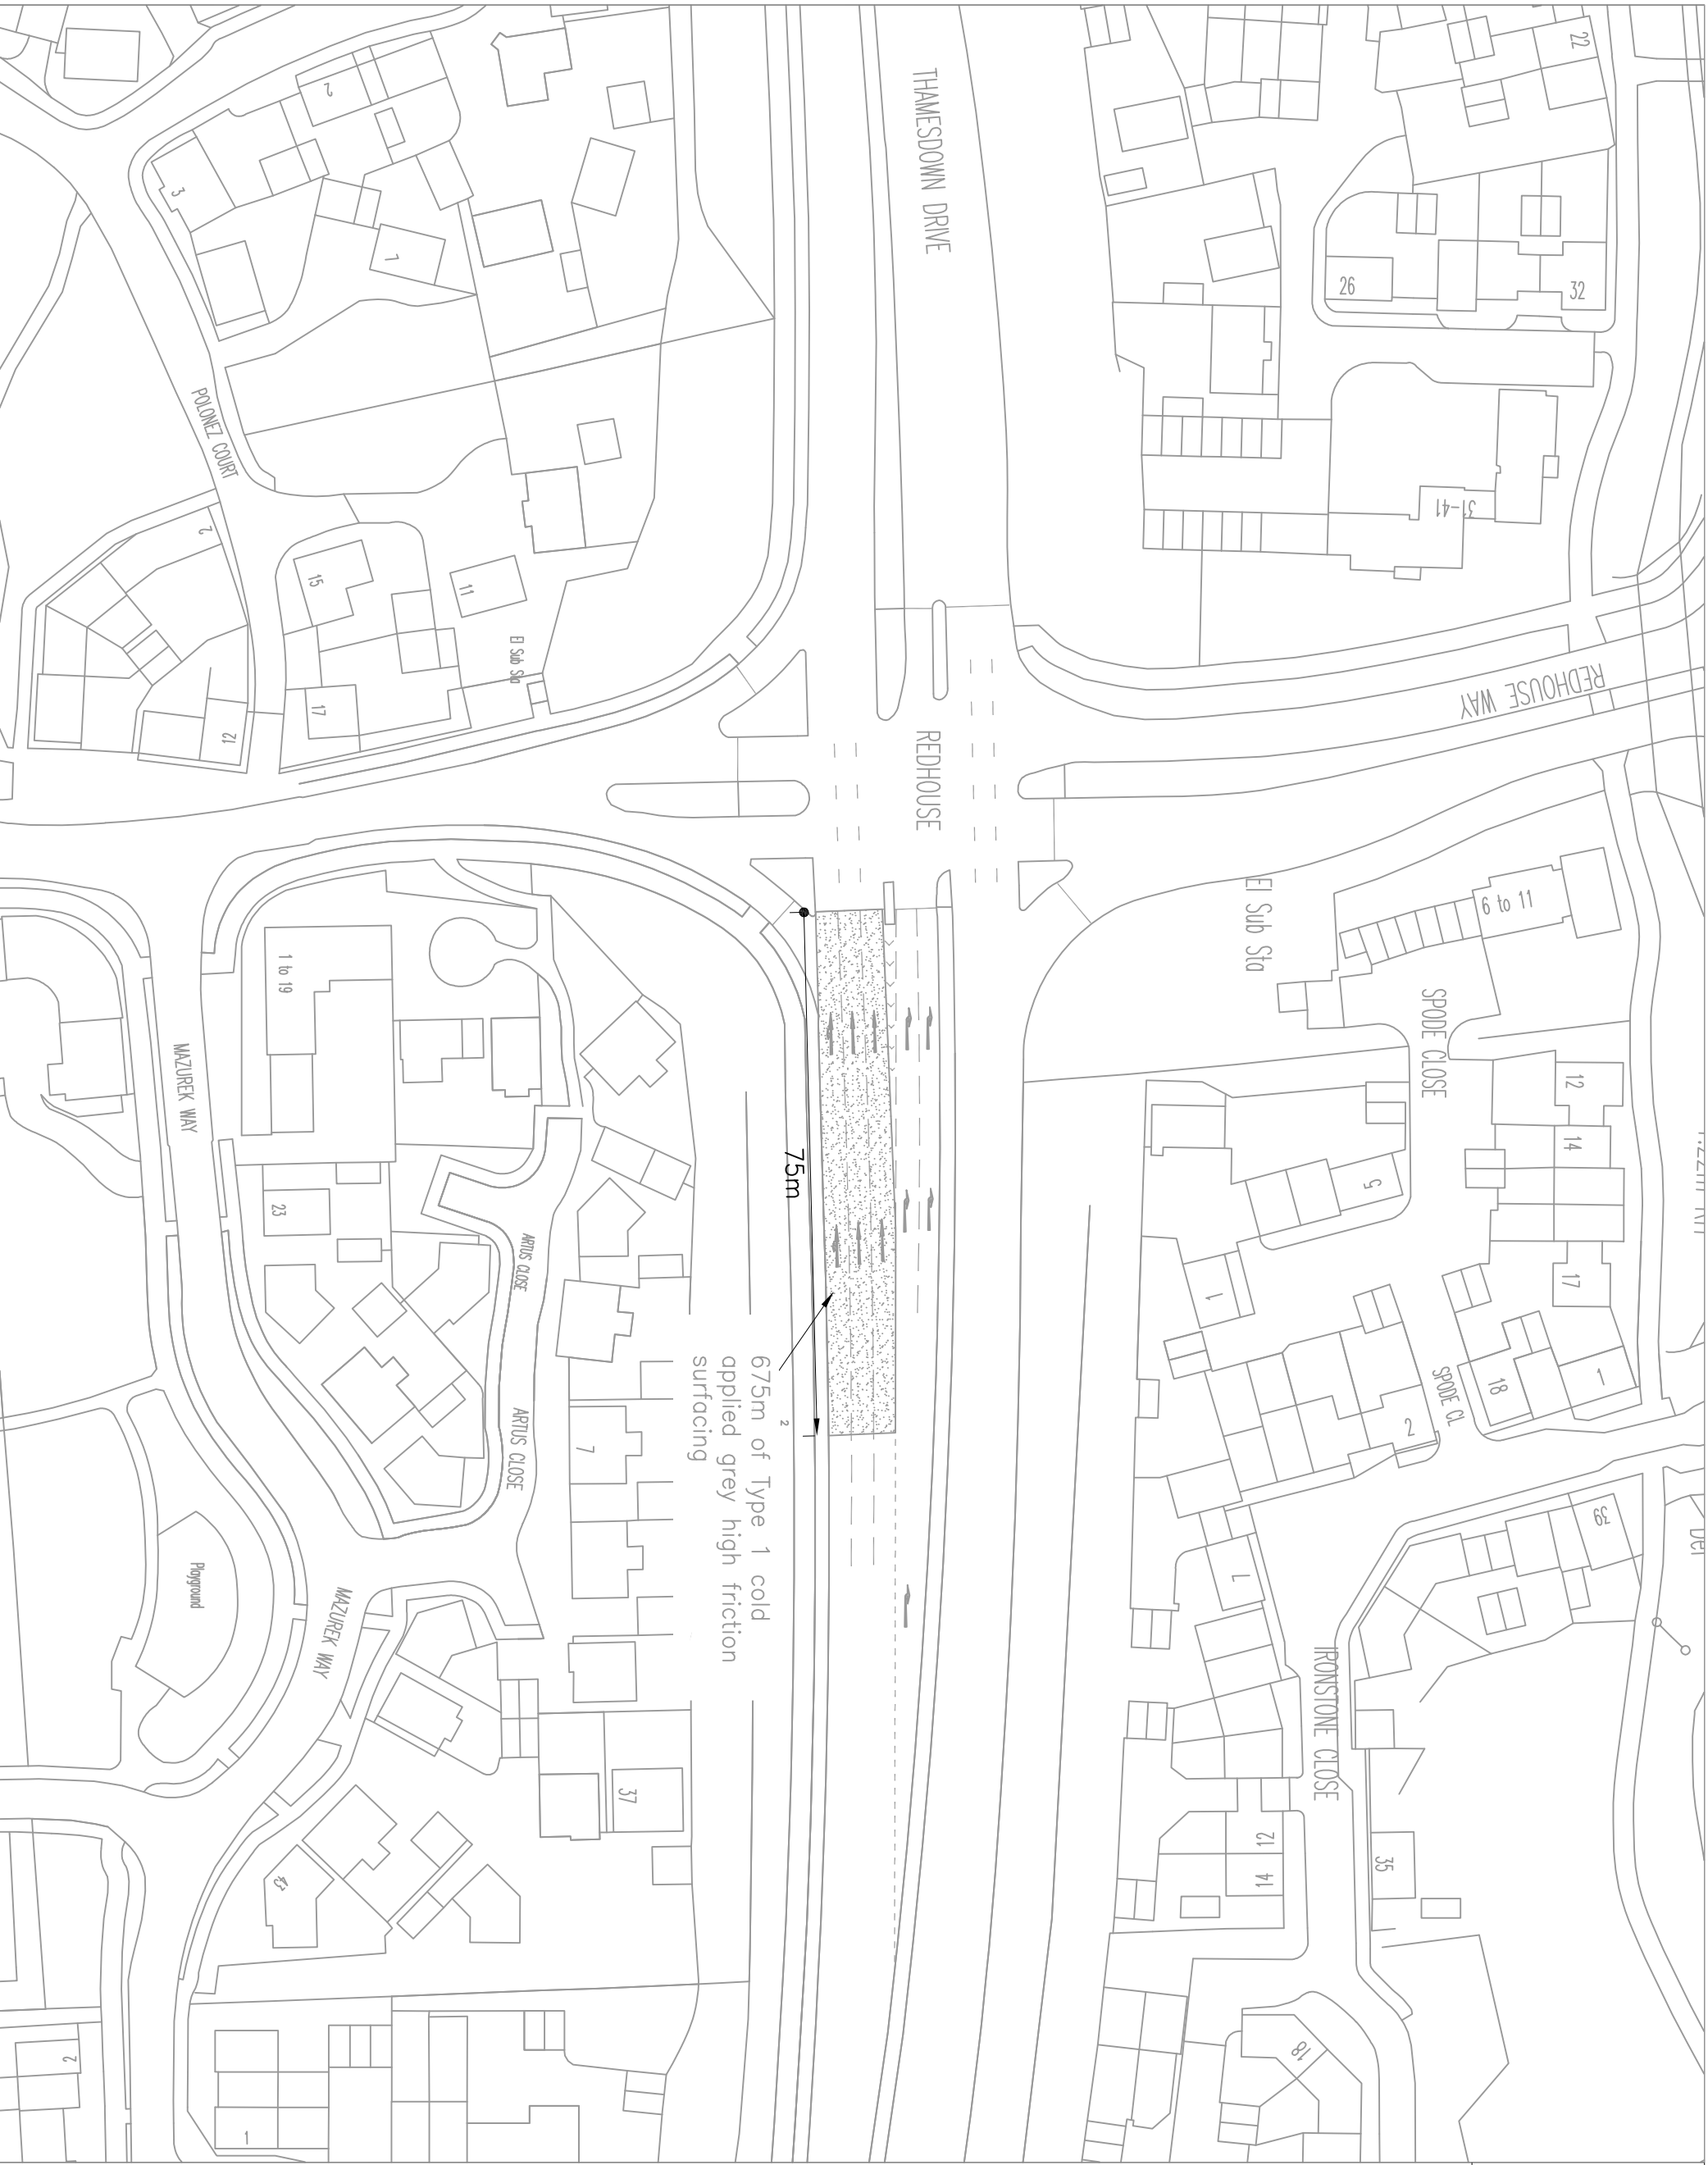 THAMESDOWN DRIVE
REDHOUSE
REDHOUSE WAY
El Sub Sta
SPODE CLOSE
SPODE CL
IRONSTONE CLOSE
POLONEZ COURT
El Sub Sta
MAZUREK WAY
ARTUS CLOSE
ARTUS CLOSE
MAZUREK WAY
Playground
75m
675m² of Type 1 cold
applied grey high friction
surfacing
22
26
32
31-41
6 to 11
12
14
17
18
1
2
5
1
7
39
35
12
14
18
2
3
7
11
15
17
2
12
1 to 19
23
7
37
43
1
2